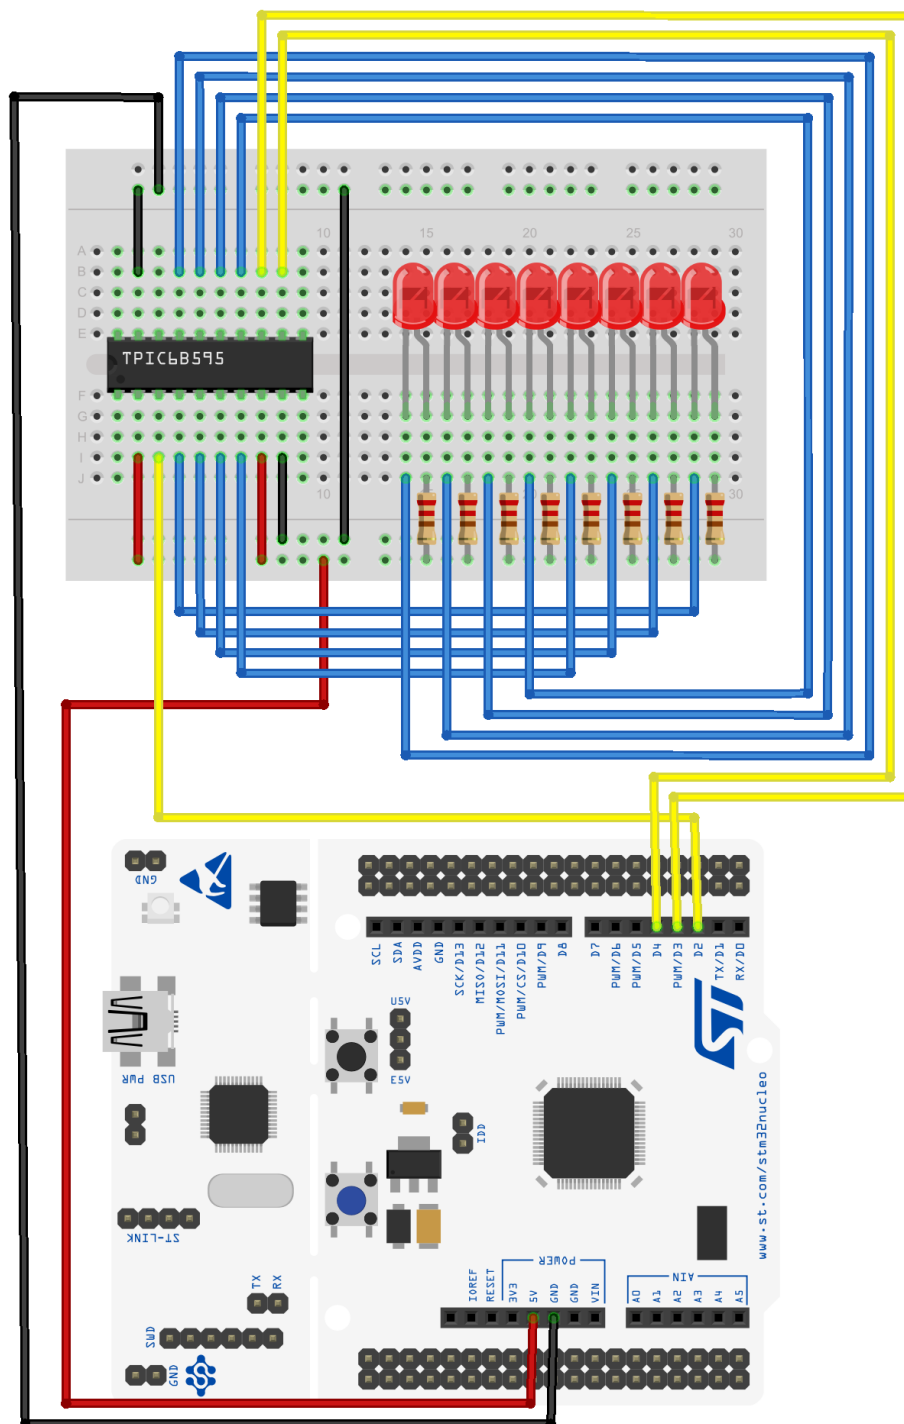 10 15 20 25 30
A
B
C
D
E
TPIC6B595
F
G
H
I
J
10 30
GND
SCL
SDA
AVDD
GND
SCK/D13
MISO/D12
PWM/MOSI/D11
PWM/CS/D10
PWM/D9
D8
D7
PWM/D6
PWM/D5
D4
PWM/D3
D2
TX/D1
RX/D0
U5V
E5V
USB PWR
IDD
www.st.com/stm32nucleo
ST-LINK
TX
RX
SWD
GND
POWER
IOREF
RESET
3V3
5V
GND
GND
VIN
AIN
A0
A1
A2
A3
A4
A5